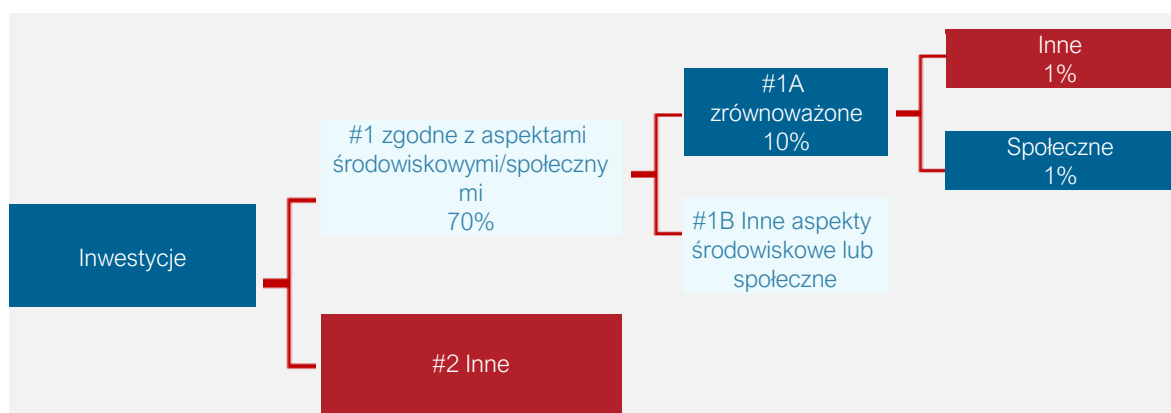 Inwestycje
#1 zgodne z aspektami
środowiskowymi/społeczny
mi
70%
#2 Inne
#1A
zrównoważone
10%
#1B Inne aspekty
środowiskowe lub
społeczne
Inne
1%
Społeczne
1%